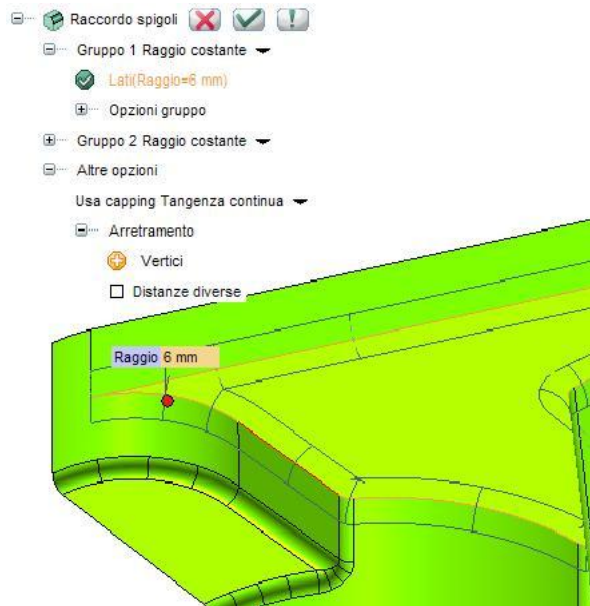 Raccordo spigoli
Gruppo 1 Raggio costante
Lati(Raggio=6 mm)
Opzioni gruppo
Gruppo 2 Raggio costante
Altre opzioni
Usa capping Tangenza continua
Arretramento
Vertici
Distanze diverse
Raggio 6 mm